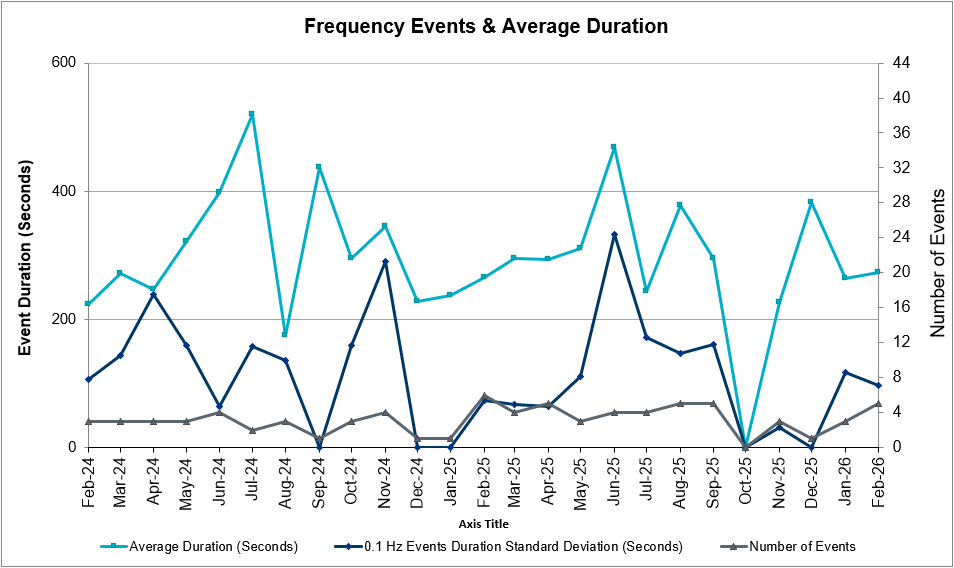 Frequency Events & Average Duration
600
400
200
0
Event Duration (Seconds)
44
40
36
32
28
24
20
16
12
8
4
0
Number of Events
Feb-24
Mar-24
Apr-24
May-24
Jun-24
Jul-24
Aug-24
Sep-24
Oct-24
Nov-24
Dec-24
Jan-25
Feb-25
Mar-25
Apr-25
May-25
Jun-25
Jul-25
Aug-25
Sep-25
Oct-25
Nov-25
Dec-25
Jan-26
Feb-26
Axis Title
Average Duration (Seconds)
0.1 Hz Events Duration Standard Deviation (Seconds)
Number of Events